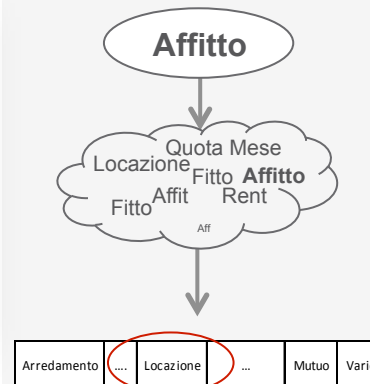 Affitto
Quota Mese
Locazione
Fitto Affitto
Affit Rent
Fitto
Aff
Arredamento …. Locazione … Mutuo Vari